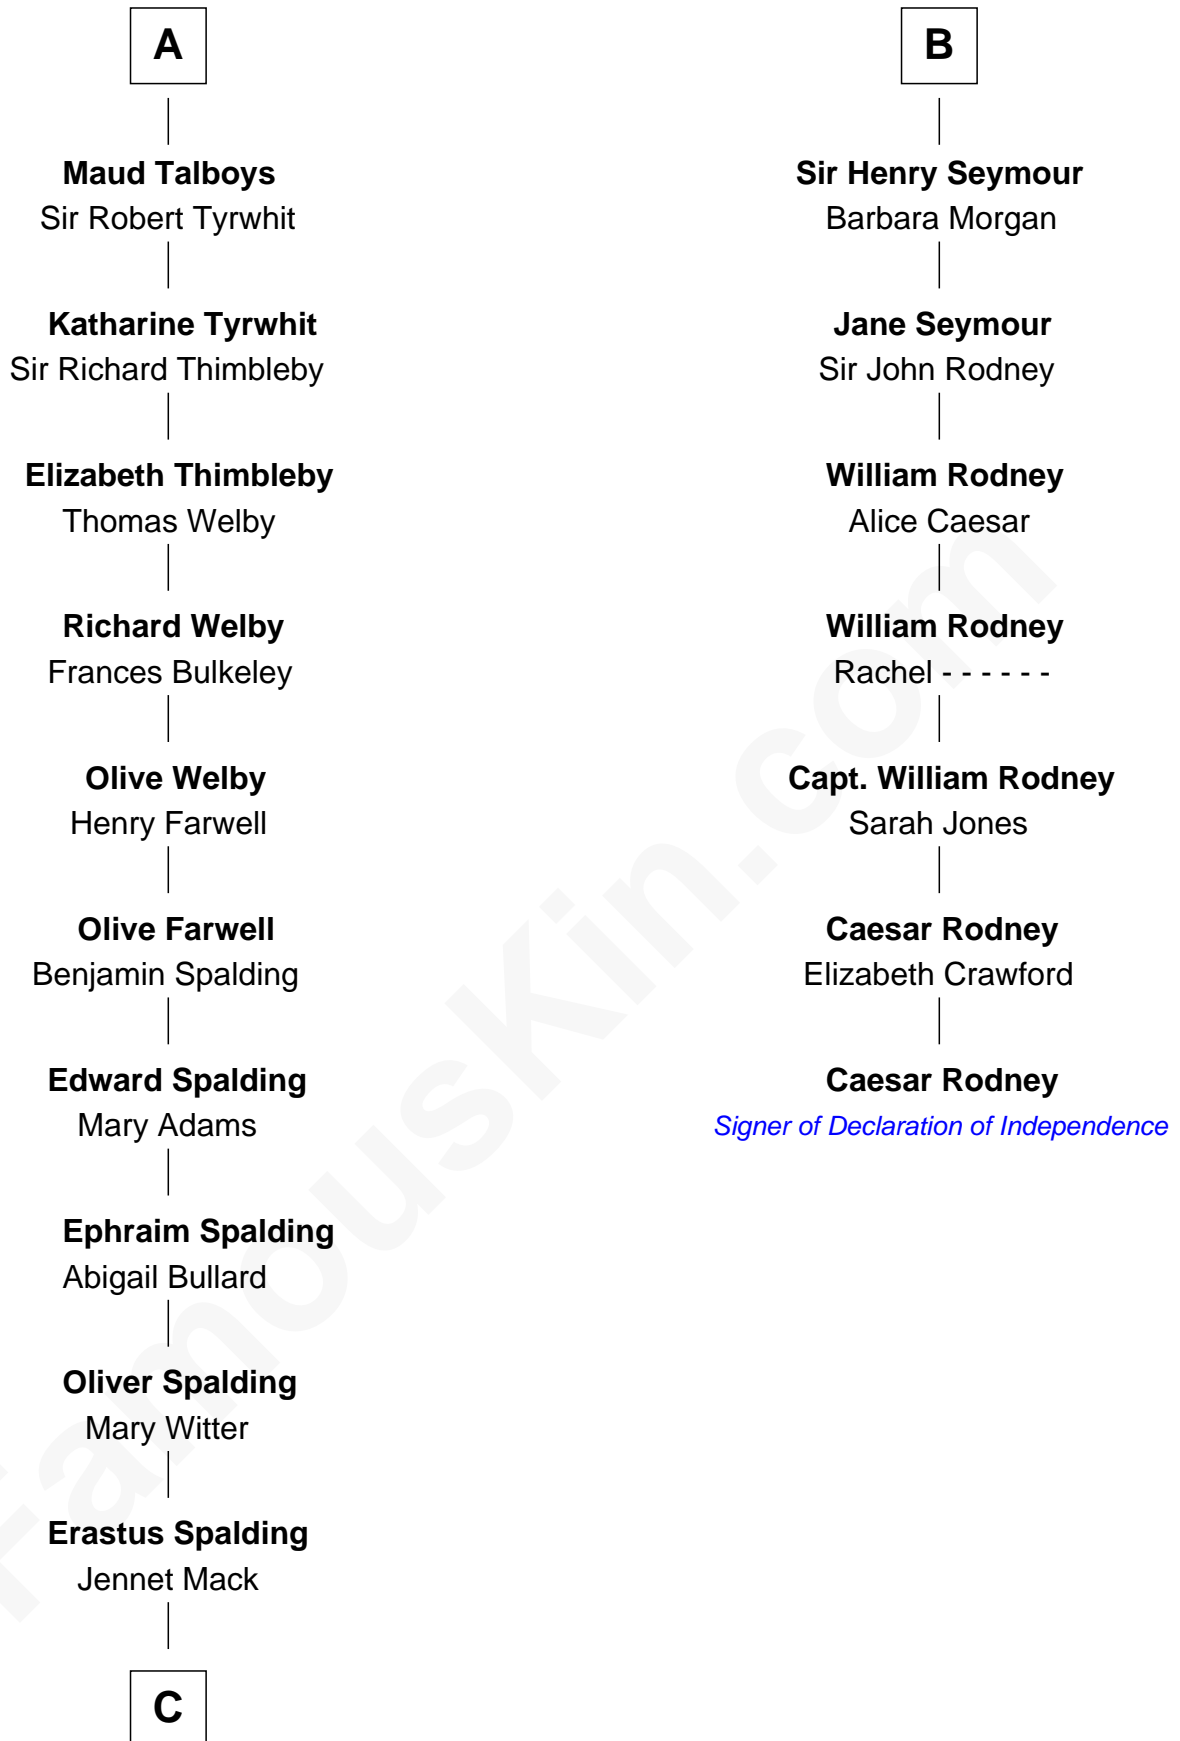 A
Maud Talboys
Sir Robert Tyrwhit
Katharine Tyrwhit
Sir Richard Thimbleby
Elizabeth Thimbleby
Thomas Welby
Richard Welby
Frances Bulkeley
Olive Welby
Henry Farwell
Olive Farwell
Benjamin Spalding
Edward Spalding
Mary Adams
Ephraim Spalding
Abigail Bullard
Oliver Spalding
Mary Witter
Erastus Spalding
Jennet Mack
C
B
Sir Henry Seymour
Barbara Morgan
Jane Seymour
Sir John Rodney
William Rodney
Alice Caesar
William Rodney
Rachel - - - - - -
Capt. William Rodney
Sarah Jones
Caesar Rodney
Elizabeth Crawford
Caesar Rodney
Signer of Declaration of Independence
FamousKin.com